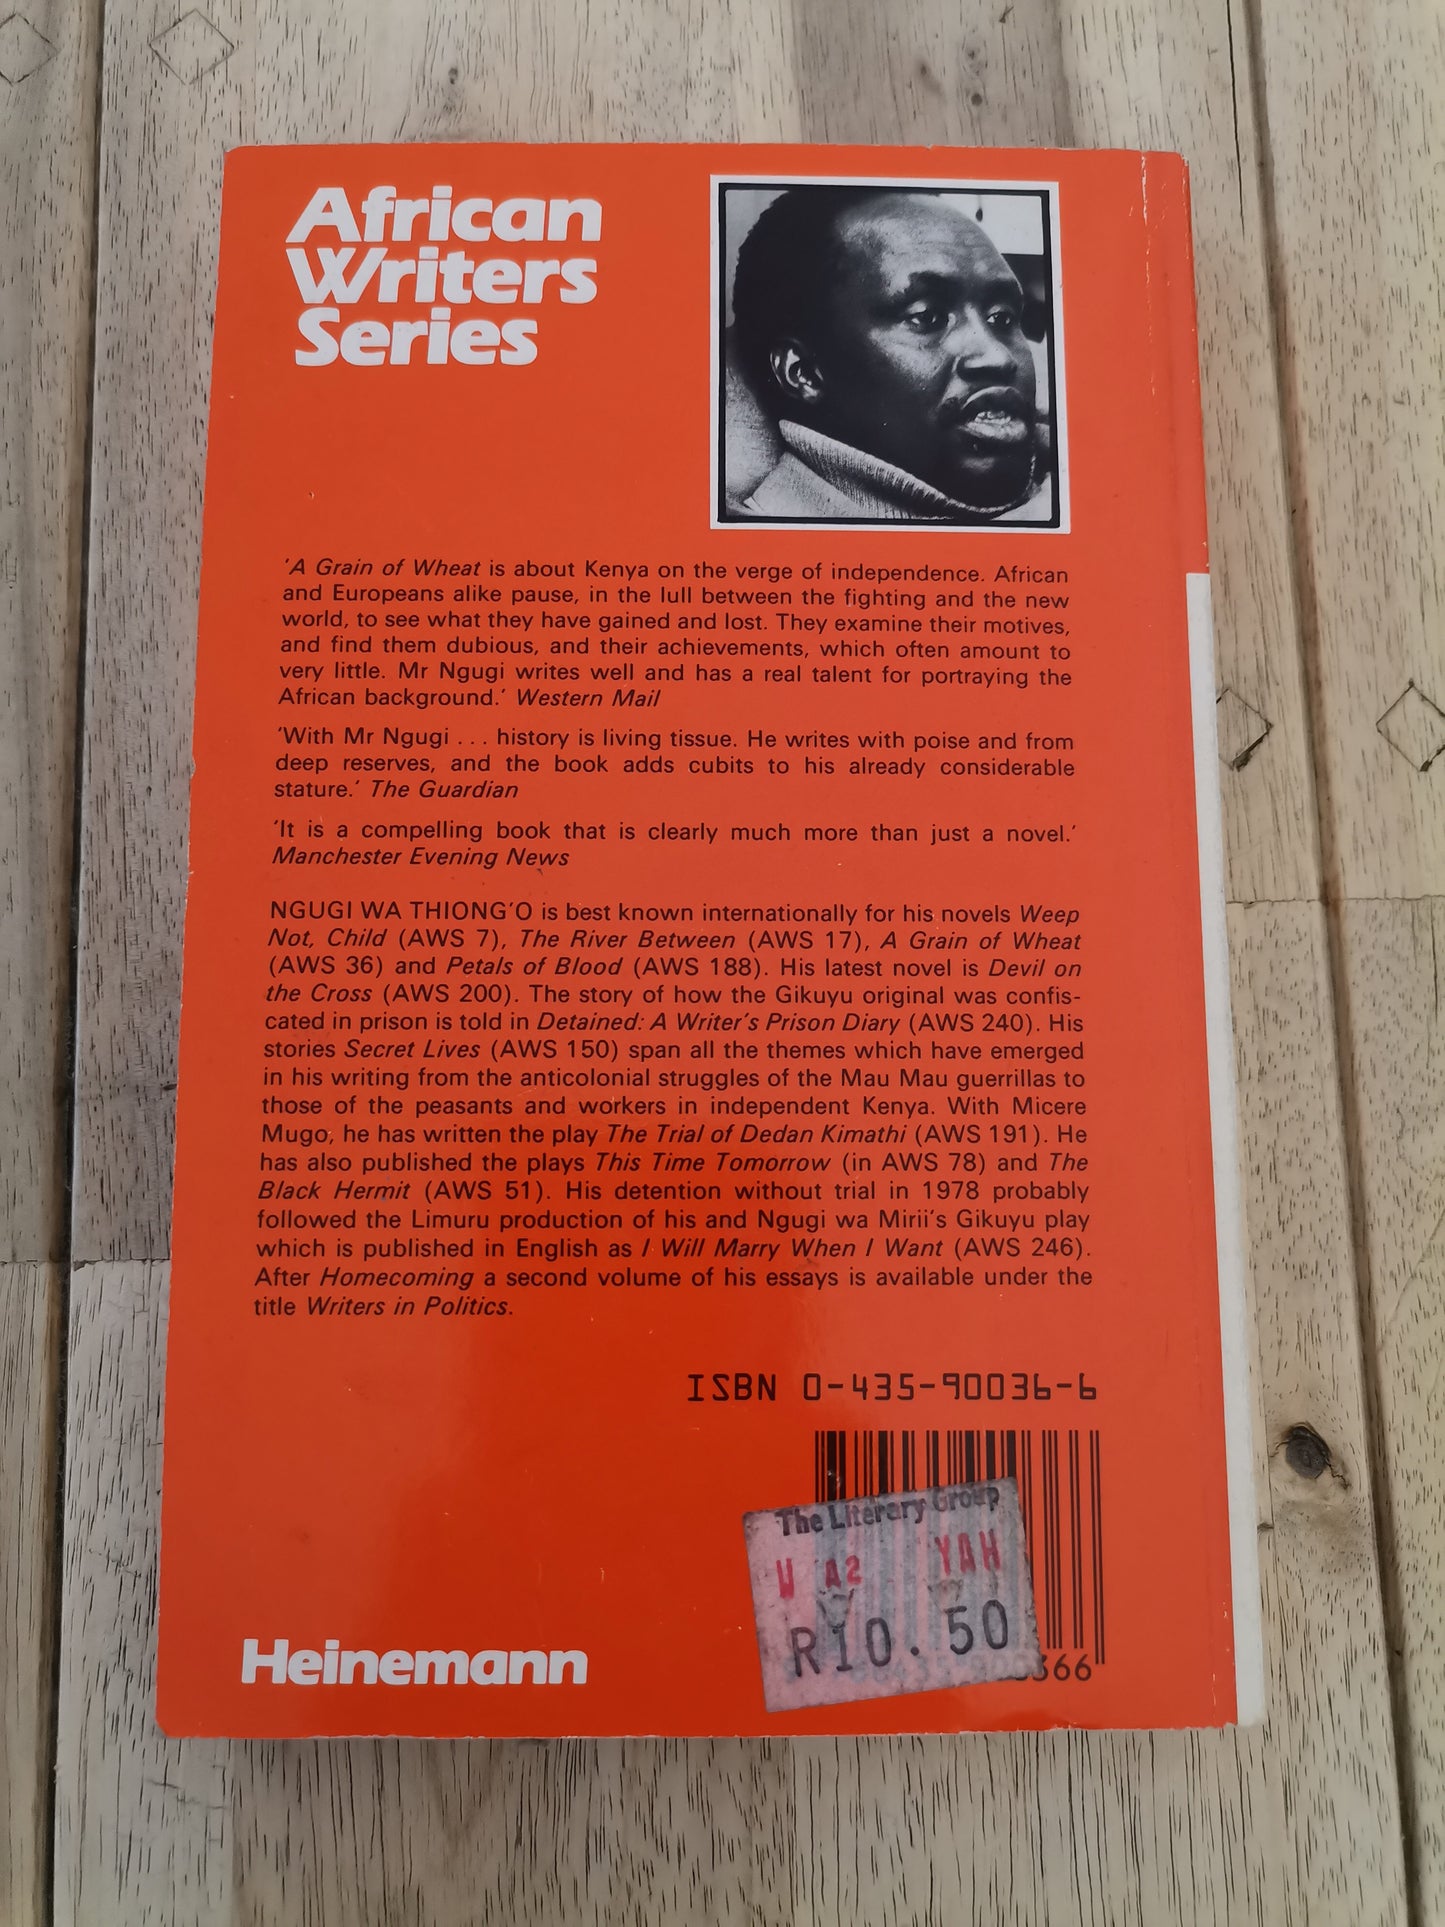 African
Writers
Series
'A Grain of Wheat is about Kenya on the verge of independence. African
and Europeans alike pause, in the lull between the fighting and the new
world, to see what they have gained and lost. They examine their motives,
and find them dubious, and their achievements, which often amount to
very little. Mr Ngugi writes well and has a real talent for portraying the
African background.' Western Mail
'With Mr Ngugi . . . history is living tissue. He writes with poise and from
deep reserves, and the book adds cubits to his already considerable
stature.' The Guardian
'It is a compelling book that is clearly much more than just a novel.'
Manchester Evening News
NGUGI WA THIONG'O is best known internationally for his novels Weep
Not, Child (AWS 7), The River Between (AWS 17), A Grain of Wheat
(AWS 36) and Petals of Blood (AWS 188). His latest novel is Devil on
the Cross (AWS 200). The story of how the Gikuyu original was confis-
cated in prison is told in Detained: A Writer's Prison Diary (AWS 240). His
stories Secret Lives (AWS 150) span all the themes which have emerged
in his writing from the anticolonial struggles of the Mau Mau guerrillas to
those of the peasants and workers in independent Kenya. With Micere
Mugo, he has written the play The Trial of Dedan Kimathi (AWS 191). He
has also published the plays This Time Tomorrow (in AWS 78) and The
Black Hermit (AWS 51). His detention without trial in 1978 probably
followed the Limuru production of his and Ngugi wa Mirii's Gikuyu play
which is published in English as I Will Marry When I Want (AWS 246).
After Homecoming a second volume of his essays is available under the
title Writers in Politics.
ISBN 0-435-90036-6
The Literary Group
W A2 YAH
R10.50
366
Heinemann